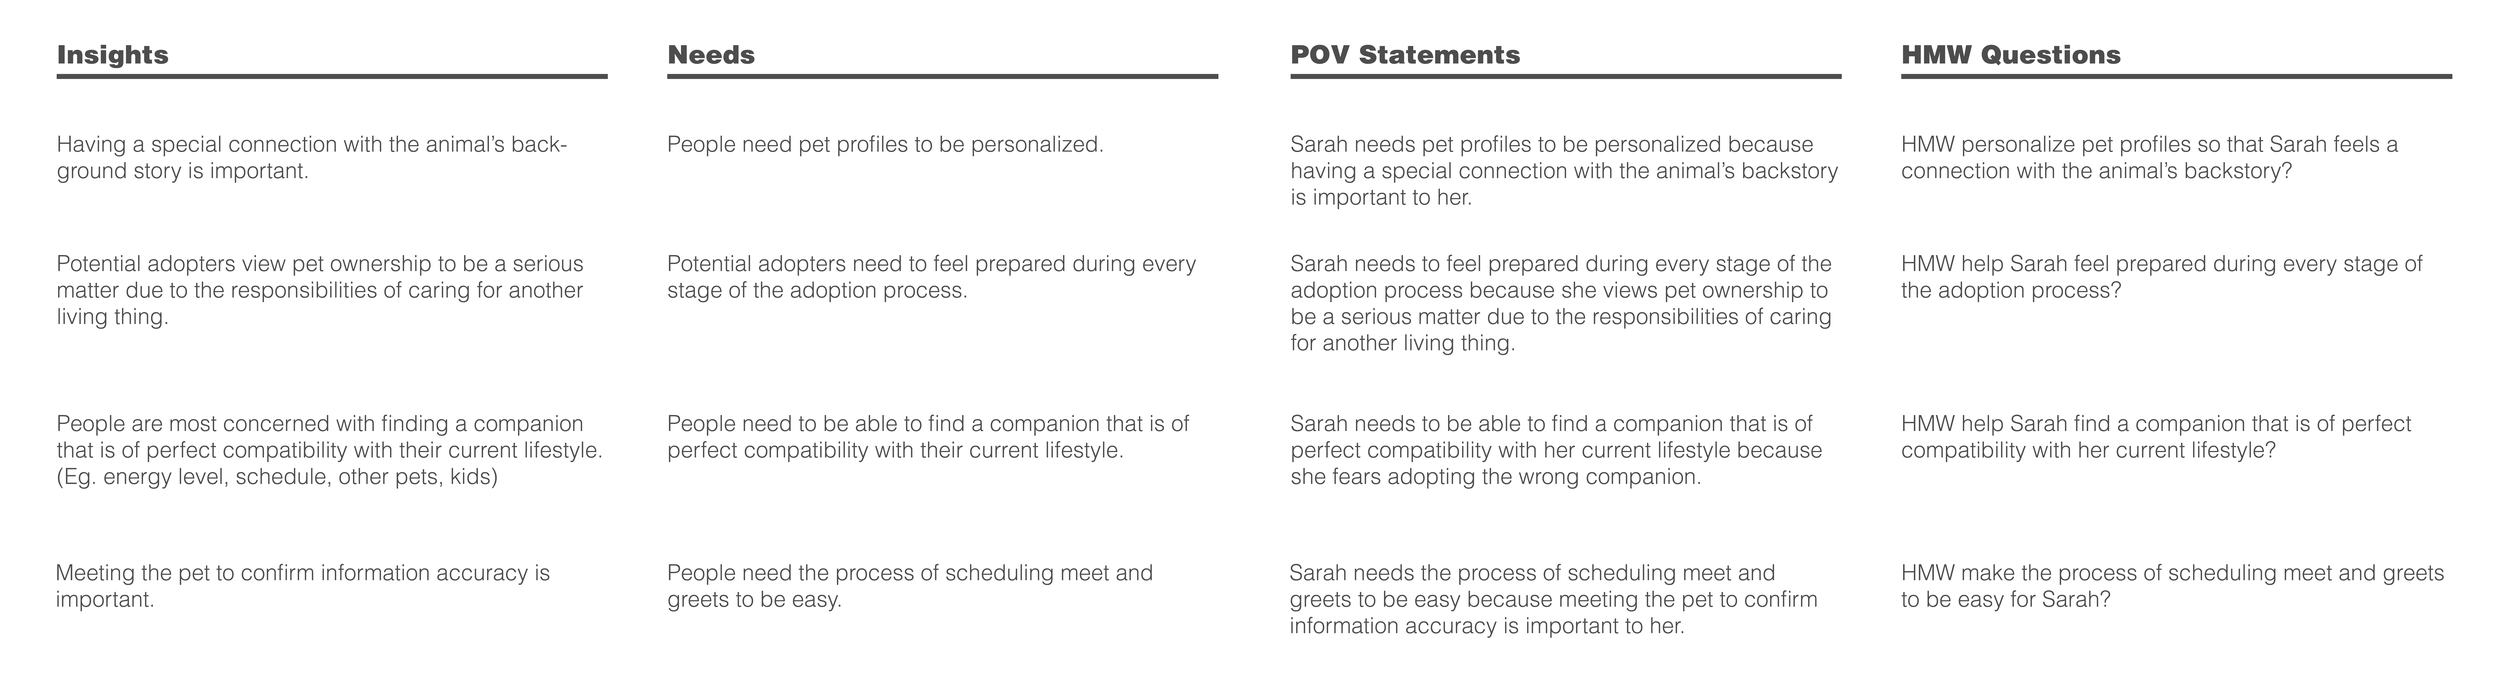 Insights
Needs
POV Statements
HMW Questions
Having a special connection with the animal’s back-
ground story is important.
People need pet profiles to be personalized.
Sarah needs pet profiles to be personalized because
having a special connection with the animal’s backstory
is important to her.
HMW personalize pet profiles so that Sarah feels a
connection with the animal’s backstory?
Potential adopters view pet ownership to be a serious
matter due to the responsibilities of caring for another
living thing.
Potential adopters need to feel prepared during every
stage of the adoption process.
Sarah needs to feel prepared during every stage of the
adoption process because she views pet ownership to
be a serious matter due to the responsibilities of caring
for another living thing.
HMW help Sarah feel prepared during every stage of
the adoption process?
People are most concerned with finding a companion
that is of perfect compatibility with their current lifestyle.
(Eg. energy level, schedule, other pets, kids)
People need to be able to find a companion that is of
perfect compatibility with their current lifestyle.
Sarah needs to be able to find a companion that is of
perfect compatibility with her current lifestyle because
she fears adopting the wrong companion.
HMW help Sarah find a companion that is of perfect
compatibility with her current lifestyle?
Meeting the pet to confirm information accuracy is
important.
People need the process of scheduling meet and
greets to be easy.
Sarah needs the process of scheduling meet and
greets to be easy because meeting the pet to confirm
information accuracy is important to her.
HMW make the process of scheduling meet and greets
to be easy for Sarah?